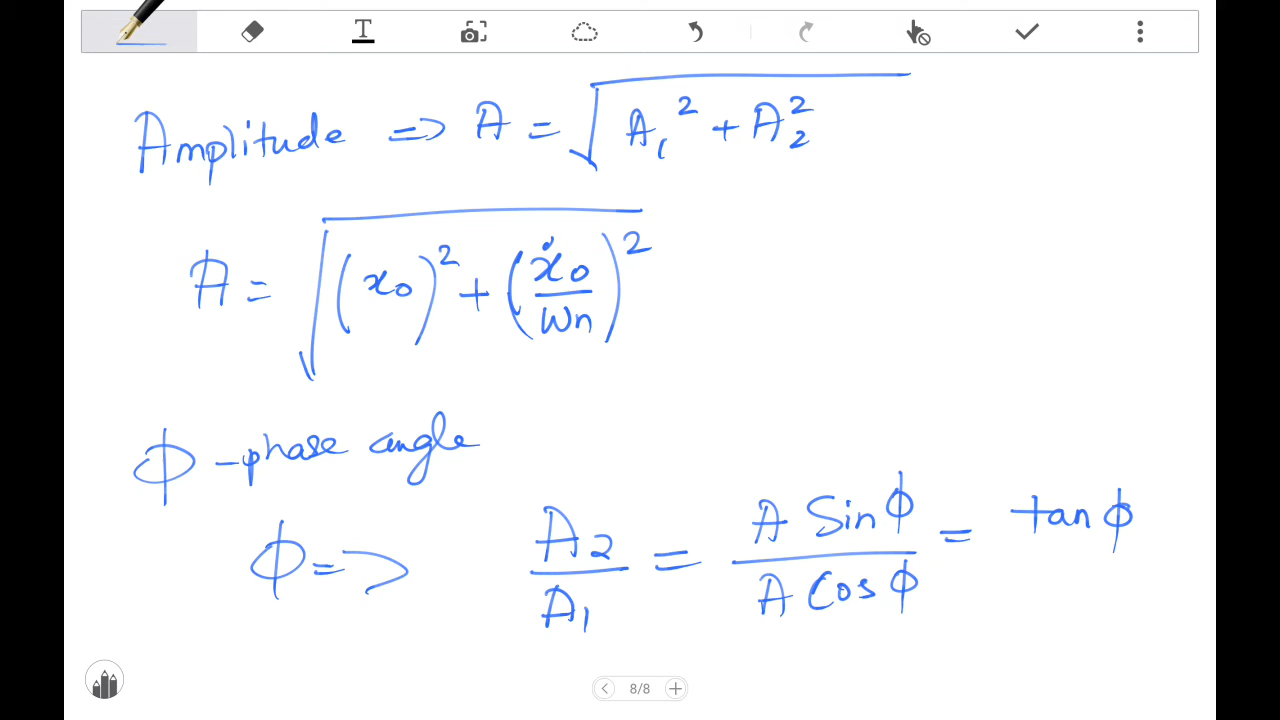 T
Amplitude => A = √(A₁² + A₂²)
A = √((x₀)² + (ẋ₀/ωn)²)
ϕ - phase angle
ϕ => A₂/A₁ = A Sin ϕ / A Cos ϕ = tan ϕ
8/8